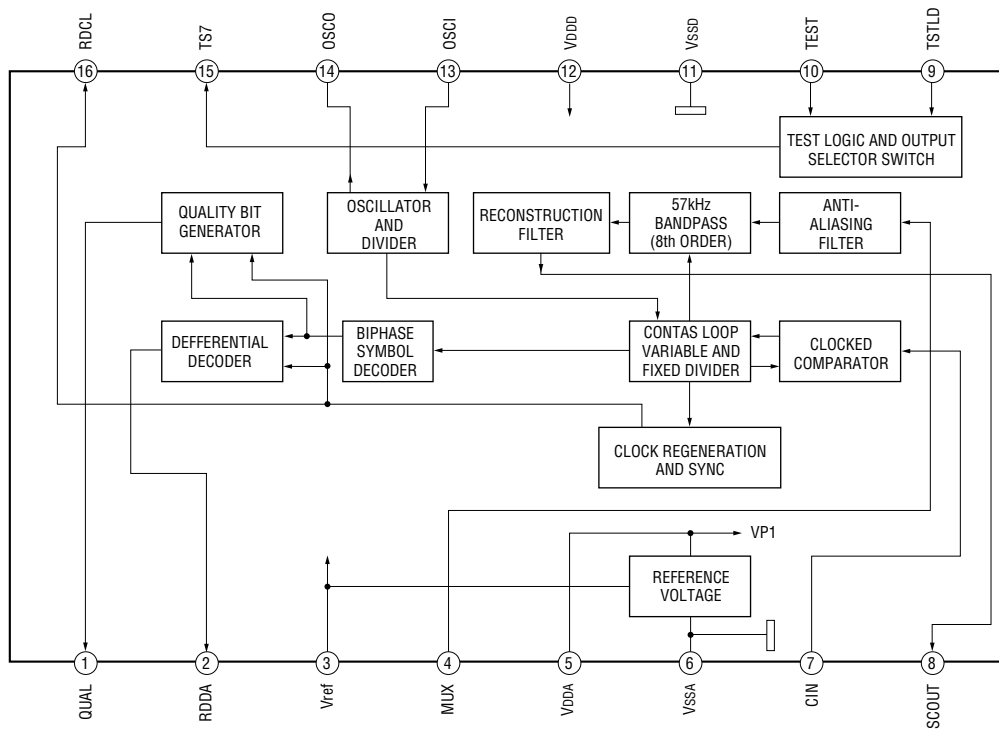 RDCL
TS7
OSCO
OSCI
VDDD
VSSD
TEST
TSTLD
16
15
14
13
12
11
10
9
TEST LOGIC AND OUTPUT
SELECTOR SWITCH
QUALITY BIT
GENERATOR
OSCILLATOR
AND
DIVIDER
RECONSTRUCTION
FILTER
57kHz
BANDPASS
(8th ORDER)
ANTI-
ALIASING
FILTER
DEFFERENTIAL
DECODER
BIPHASE
SYMBOL
DECODER
CONTAS LOOP
VARIABLE AND
FIXED DIVIDER
CLOCKED
COMPARATOR
CLOCK REGENERATION
AND SYNC
VP1
REFERENCE
VOLTAGE
1
2
3
4
5
6
7
8
QUAL
RDDA
Vref
MUX
VDDA
VSSA
CIN
SCOUT